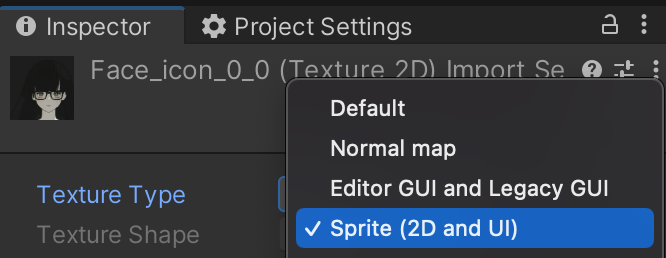 Inspector
Project Settings
Face_icon_0_0 (Texture 2D) Import Se
Default
Normal map
Editor GUI and Legacy GUI
Texture Type
Sprite (2D and UI)
Texture Shape